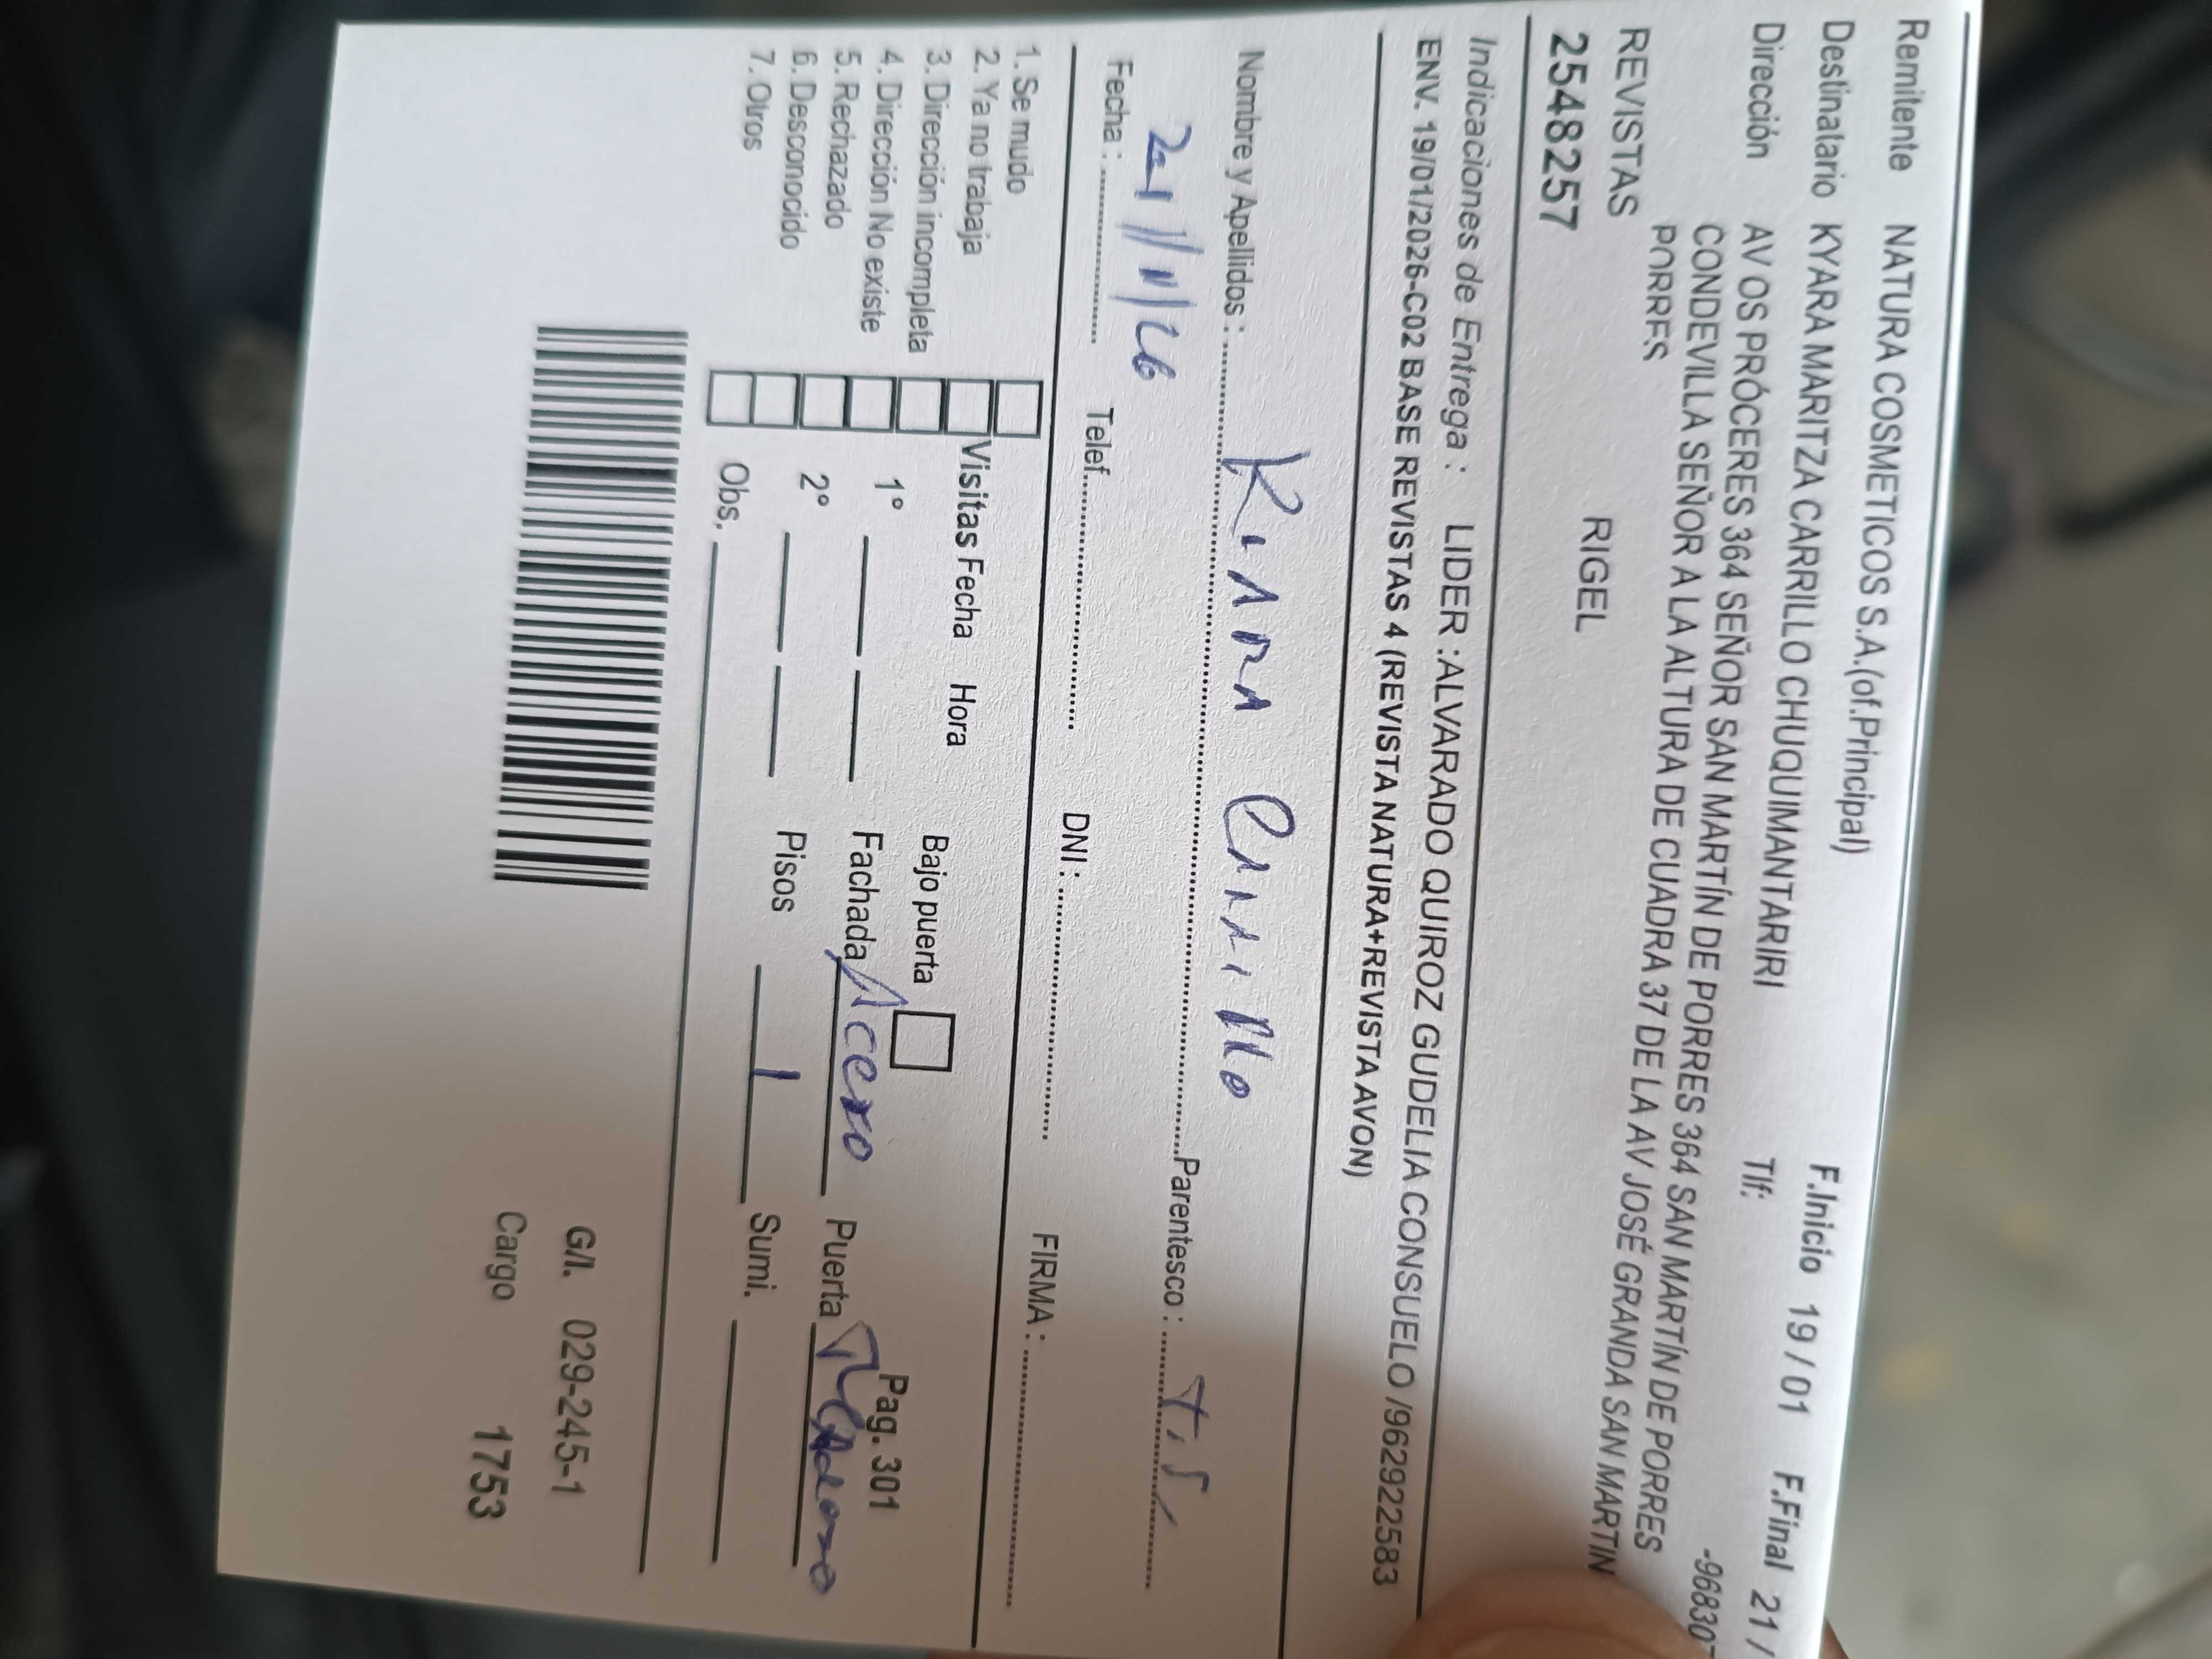 Remitente NATURA COSMETICOS S.A.(of.Principal)
Destinatario KYARA MARITZA CARRILLO CHUQUIMANTARIRI F.Inicio 19 / 01 F.Final 21 /
Dirección AV OS PRÓCERES 364 SEÑOR SAN MARTÍN DE PORRES 364 SAN MARTÍN DE PORRES Tlf: -96830
CONDEVILLA SEÑOR A LA ALTURA DE CUADRA 37 DE LA AV JOSÉ GRANDA SAN MARTIN
PORRES
REVISTAS RIGEL
2548257
Indicaciones de Entrega : LIDER :ALVARADO QUIROZ GUDELIA CONSUELO /962922583
ENV. 19/01/2026-C02 BASE REVISTAS 4 (REVISTA NATURA+REVISTA AVON)
Nombre y Apellidos : Kiara Carrillo Parentesco : Tit
Fecha : 21/1/26 Telef. DNI : FIRMA :
1. Se mudo
2. Ya no trabaja Visitas Fecha Hora Bajo puerta Pag. 301
3. Dirección incompleta
4. Dirección No existe 1° Fachada Acero Puerta
5. Rechazado
6. Desconocido 2° Pisos 1 Sumi.
7. Otros Obs,
G/I. 029-245-1
Cargo 1753